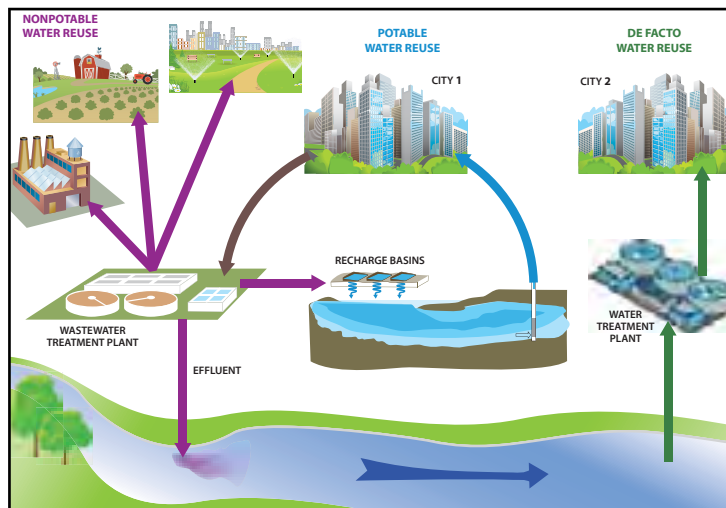 NONPOTABLE
WATER REUSE
POTABLE
WATER REUSE
DE FACTO
WATER REUSE
CITY 1
CITY 2
RECHARGE BASINS
WASTEWATER
TREATMENT PLANT
WATER
TREATMENT
PLANT
EFFLUENT